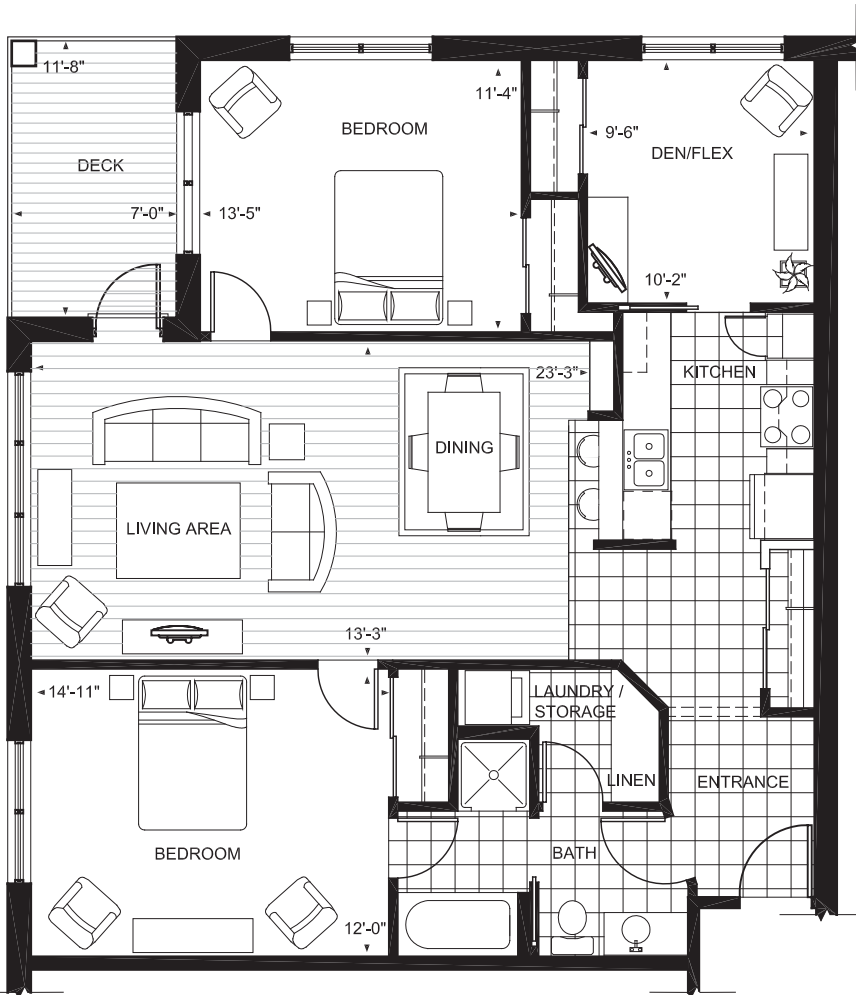 11'-8"
11'-4"
BEDROOM
9'-6"
DEN/FLEX
DECK
7'-0"
13'-5"
10'-2"
23'-3"
KITCHEN
DINING
LIVING AREA
13'-3"
14'-11"
LAUNDRY /
STORAGE
LINEN
ENTRANCE
BEDROOM
BATH
12'-0"